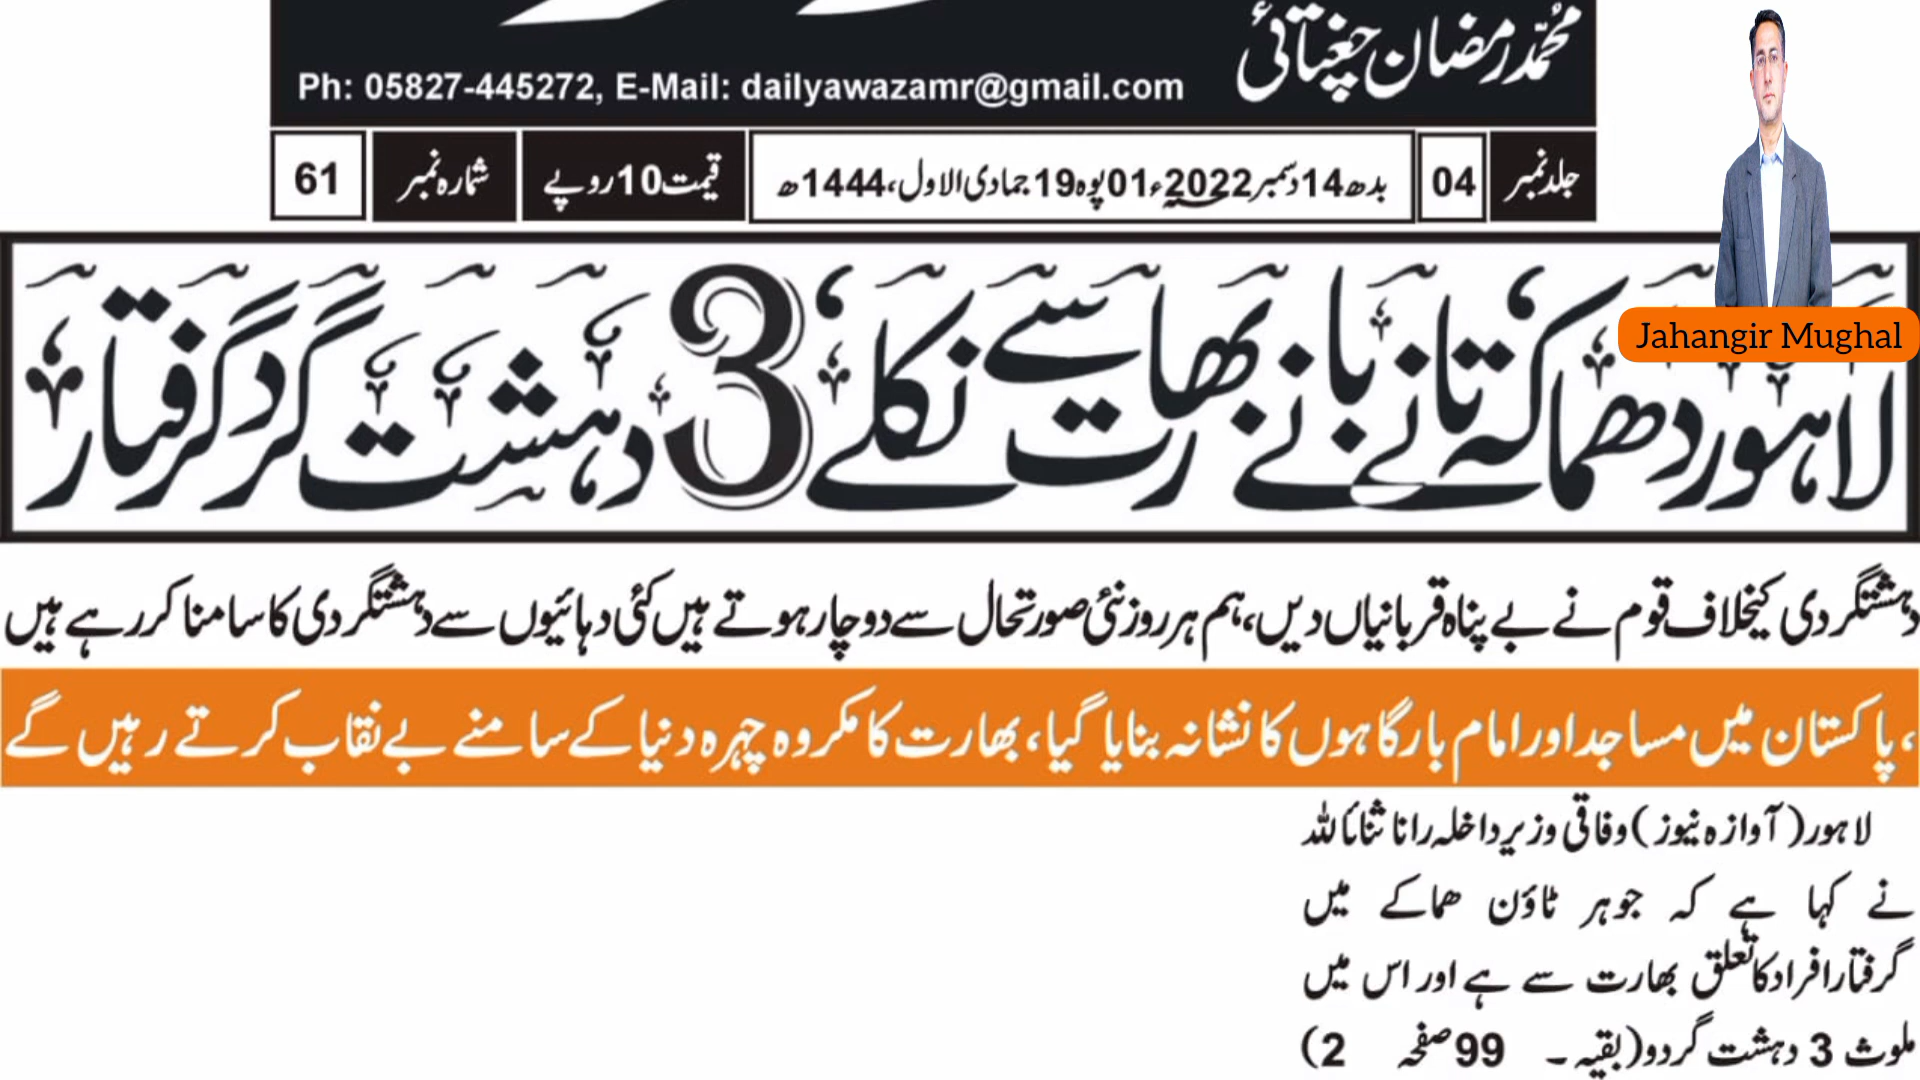 محمد رمضان چغتائی
Ph: 05827-445272, E-Mail: dailyawazamr@gmail.com
جلد نمبر 04 بدھ 14 دسمبر 2022ء 01 پوہ 19 جمادی الاول، 1444ھ قیمت 10 روپے شمارہ نمبر 61
Jahangir Mughal
لاہور دھماکہ‘ تانے بانے بھارت سے نکلے‘ 3 دہشت گرد گرفتار
دہشتگردی کیخلاف قوم نے بے پناہ قربانیاں دیں، ہم ہر روز نئی صورتحال سے دوچار ہوتے ہیں کئی دہائیوں سے دہشتگردی کا سامنا کر رہے ہیں
، پاکستان میں مساجد اور امام بارگاہوں کا نشانہ بنایا گیا، بھارت کا مکروہ چہرہ دنیا کے سامنے بے نقاب کرتے رہیں گے
لاہور (آوازہ نیوز) وفاقی وزیر داخلہ رانا ثنائاللہ
نے کہا ہے کہ جوہر ٹاؤن ھماکے میں
گرفتار افراد کا تعلق بھارت سے ہے اور اس میں
ملوث 3 دہشت گردو (بقیہ ۔ 99 صفحہ 2)